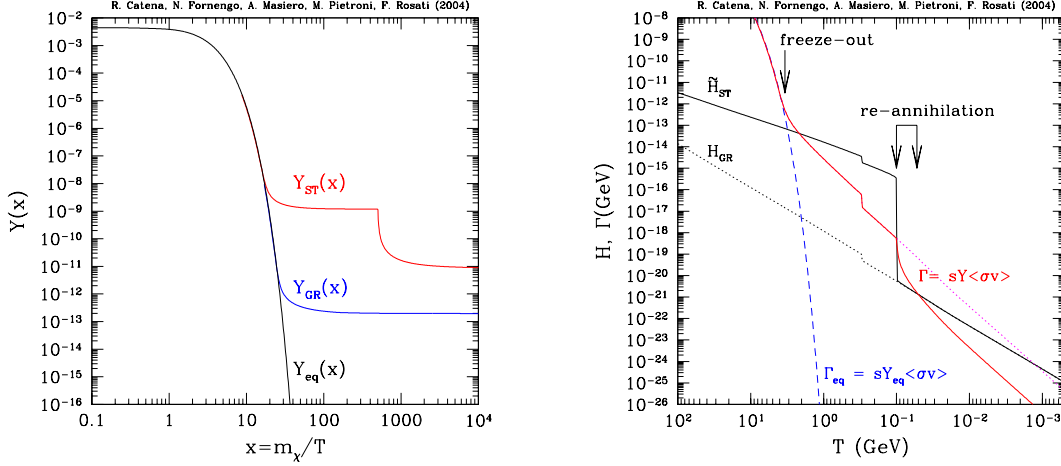 R. Catena, N. Fornengo, A. Masiero, M. Pietroni, F. Rosati (2004)
10⁻²
10⁻³
10⁻⁴
10⁻⁵
10⁻⁶
10⁻⁷
10⁻⁸
10⁻⁹
10⁻¹⁰
10⁻¹¹
10⁻¹²
10⁻¹³
10⁻¹⁴
10⁻¹⁵
10⁻¹⁶
Y(x)
Y_ST(x)
Y_GR(x)
Y_eq(x)
0.1 1 10 100 1000 10⁴
x=m_χ/T
R. Catena, N. Fornengo, A. Masiero, M. Pietroni, F. Rosati (2004)
10⁻⁸
10⁻⁹
10⁻¹⁰
10⁻¹¹
10⁻¹²
10⁻¹³
10⁻¹⁴
10⁻¹⁵
10⁻¹⁶
10⁻¹⁷
10⁻¹⁸
10⁻¹⁹
10⁻²⁰
10⁻²¹
10⁻²²
10⁻²³
10⁻²⁴
10⁻²⁵
10⁻²⁶
H, Γ(GeV)
freeze-out
H̃_ST
re-annihilation
H_GR
Γ= sY<σv>
Γ_eq = sY_eq<σv>
10² 10¹ 10⁰ 10⁻¹ 10⁻² 10⁻³
T (GeV)